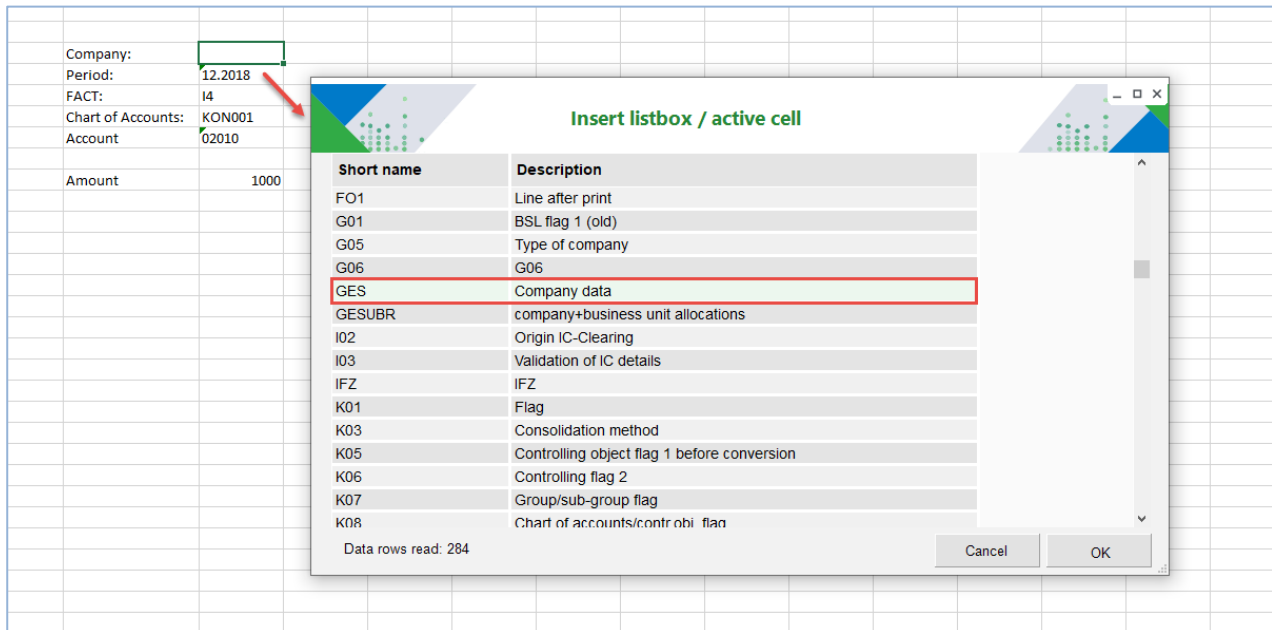 Company:
Period: 12.2018
FACT: I4
Chart of Accounts: KON001
Account 02010
Amount 1000
Insert listbox / active cell
Short name Description
FO1 Line after print
G01 BSL flag 1 (old)
G05 Type of company
G06 G06
GES Company data
GESUBR company+business unit allocations
I02 Origin IC-Clearing
I03 Validation of IC details
IFZ IFZ
K01 Flag
K03 Consolidation method
K05 Controlling object flag 1 before conversion
K06 Controlling flag 2
K07 Group/sub-group flag
K08 Chart of accounts/contr.obj. flag
Data rows read: 284
Cancel OK